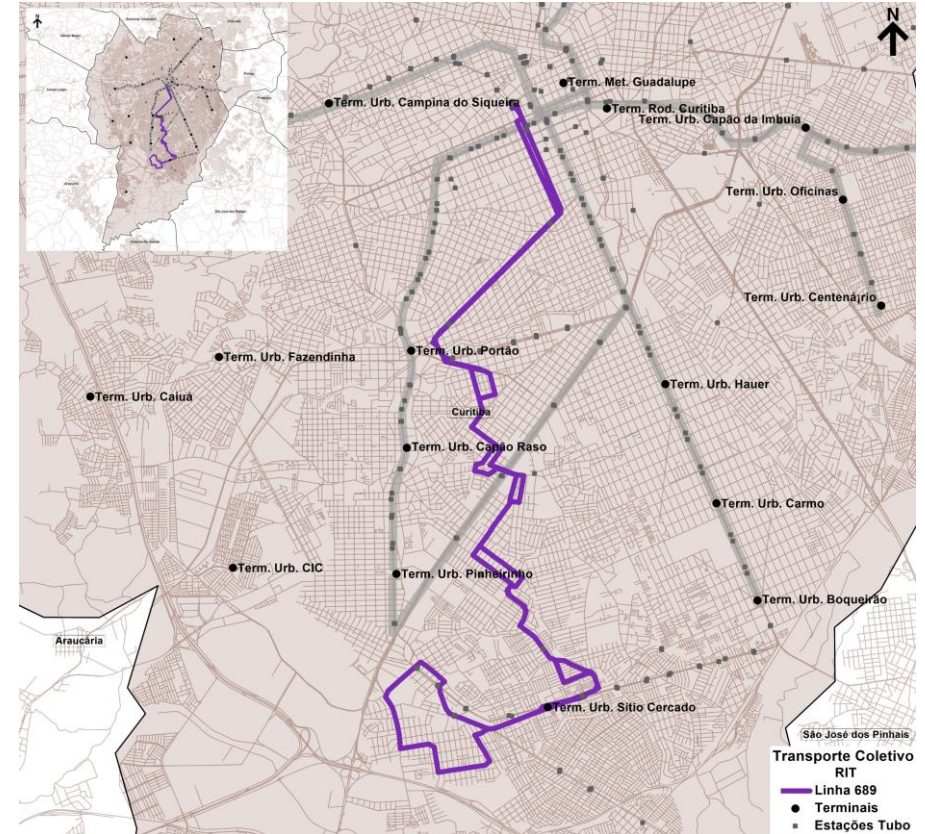 N
N
Term. Met. Guadalupe
Term. Urb. Campina do Siqueira
Term. Rod. Curitiba
Term. Urb. Capão da Imbuia
Term. Urb. Oficinas
Term. Urb. Centená¡rio
Term. Urb. Portão
Term. Urb. Fazendinha
Term. Urb. Hauer
Term. Urb. Caiuá
Curitiba
Term. Urb. Capão Raso
Term. Urb. Carmo
Term. Urb. CIC
Term. Urb. Pinheirinho
Term. Urb. Boqueirão
Araucária
Term. Urb. Sítio Cercado
São José dos Pinhais
Transporte Coletivo
RIT
Linha 689
Terminais
Estações Tubo